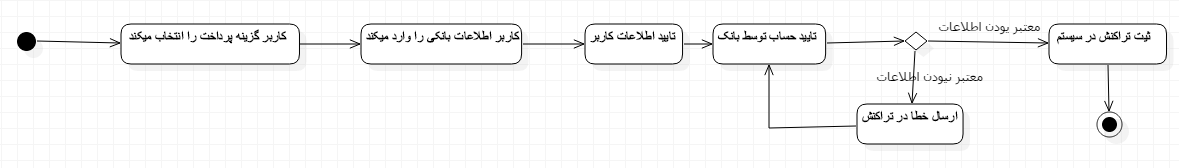 کاربر گزینه پرداخت را انتخاب میکند
کاربر اطلاعات بانکی را وارد میکند
تایید اطلاعات کاربر
تایید حساب توسط بانک
معتبر بودن اطلاعات
ثبت تراکنش در سیستم
معتبر نبودن اطلاعات
ارسال خطا در تراکنش